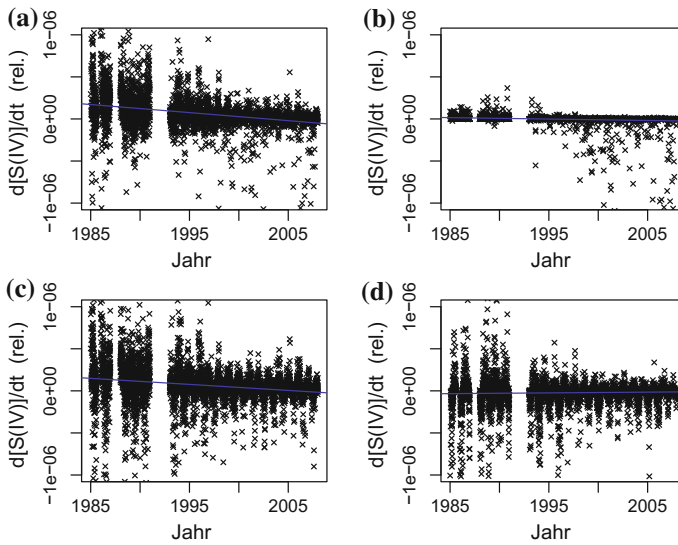 (a)
d[S(IV)]/dt (rel.)
1e−06
0e+00
−1e−06
1985
1995
2005
Jahr
(b)
d[S(IV)]/dt (rel.)
1e−06
0e+00
−1e−06
1985
1995
2005
Jahr
(c)
d[S(IV)]/dt (rel.)
1e−06
0e+00
−1e−06
1985
1995
2005
Jahr
(d)
d[S(IV)]/dt (rel.)
1e−06
0e+00
−1e−06
1985
1995
2005
Jahr